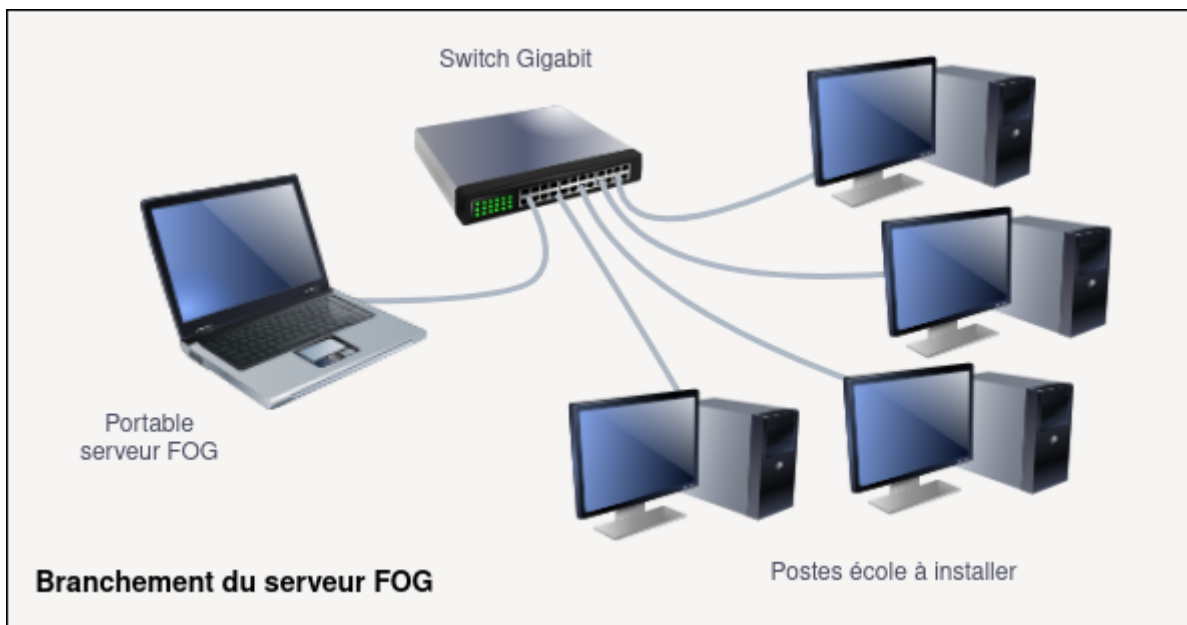 Switch Gigabit
Portable
serveur FOG
Postes école à installer
Branchement du serveur FOG